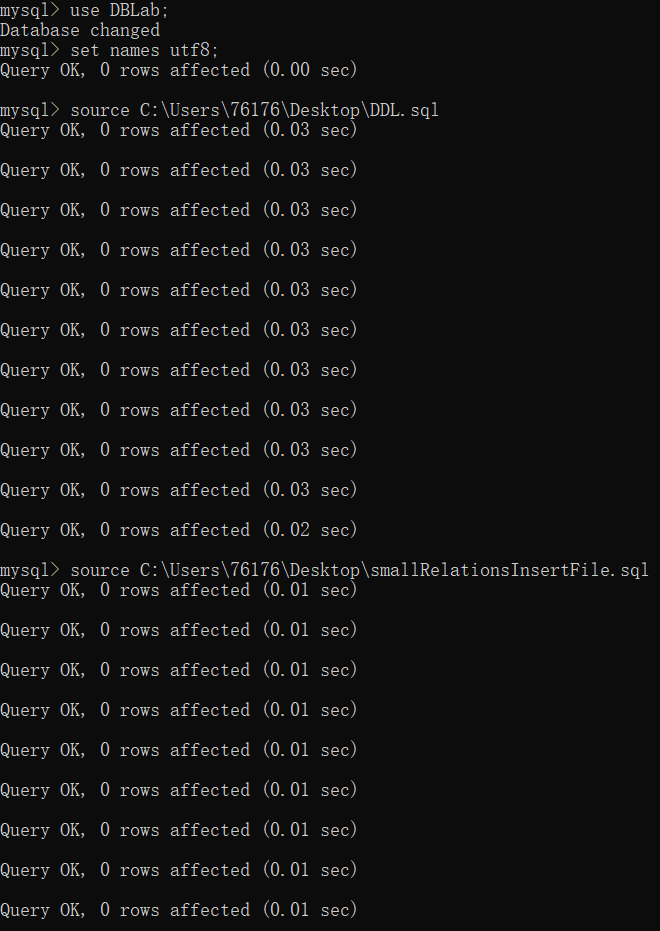 mysql> use DBLab;
Database changed
mysql> set names utf8;
Query OK, 0 rows affected (0.00 sec)
mysql> source C:\Users\76176\Desktop\DDL.sql
Query OK, 0 rows affected (0.03 sec)
Query OK, 0 rows affected (0.03 sec)
Query OK, 0 rows affected (0.03 sec)
Query OK, 0 rows affected (0.03 sec)
Query OK, 0 rows affected (0.03 sec)
Query OK, 0 rows affected (0.03 sec)
Query OK, 0 rows affected (0.03 sec)
Query OK, 0 rows affected (0.03 sec)
Query OK, 0 rows affected (0.03 sec)
Query OK, 0 rows affected (0.03 sec)
Query OK, 0 rows affected (0.02 sec)
mysql> source C:\Users\76176\Desktop\smallRelationsInsertFile.sql
Query OK, 0 rows affected (0.01 sec)
Query OK, 0 rows affected (0.01 sec)
Query OK, 0 rows affected (0.01 sec)
Query OK, 0 rows affected (0.01 sec)
Query OK, 0 rows affected (0.01 sec)
Query OK, 0 rows affected (0.01 sec)
Query OK, 0 rows affected (0.01 sec)
Query OK, 0 rows affected (0.01 sec)
Query OK, 0 rows affected (0.01 sec)